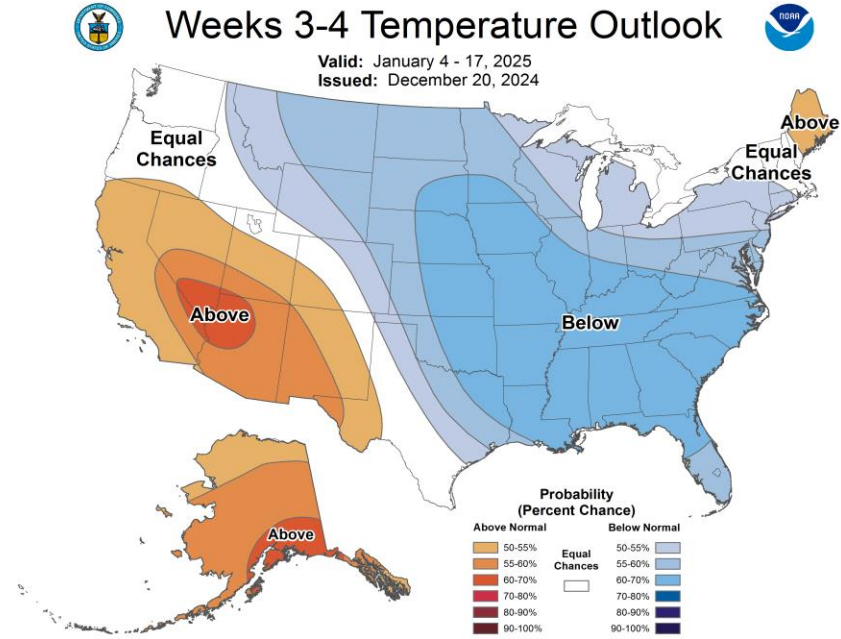 Weeks 3-4 Temperature Outlook
Valid: January 4 - 17, 2025
Issued: December 20, 2024
NOAA
Equal
Chances
Above
Equal
Chances
Above
Below
Above
Probability
(Percent Chance)
Above Normal
Below Normal
50-55%
55-60%
60-70%
70-80%
80-90%
90-100%
Equal
Chances
50-55%
55-60%
60-70%
70-80%
80-90%
90-100%